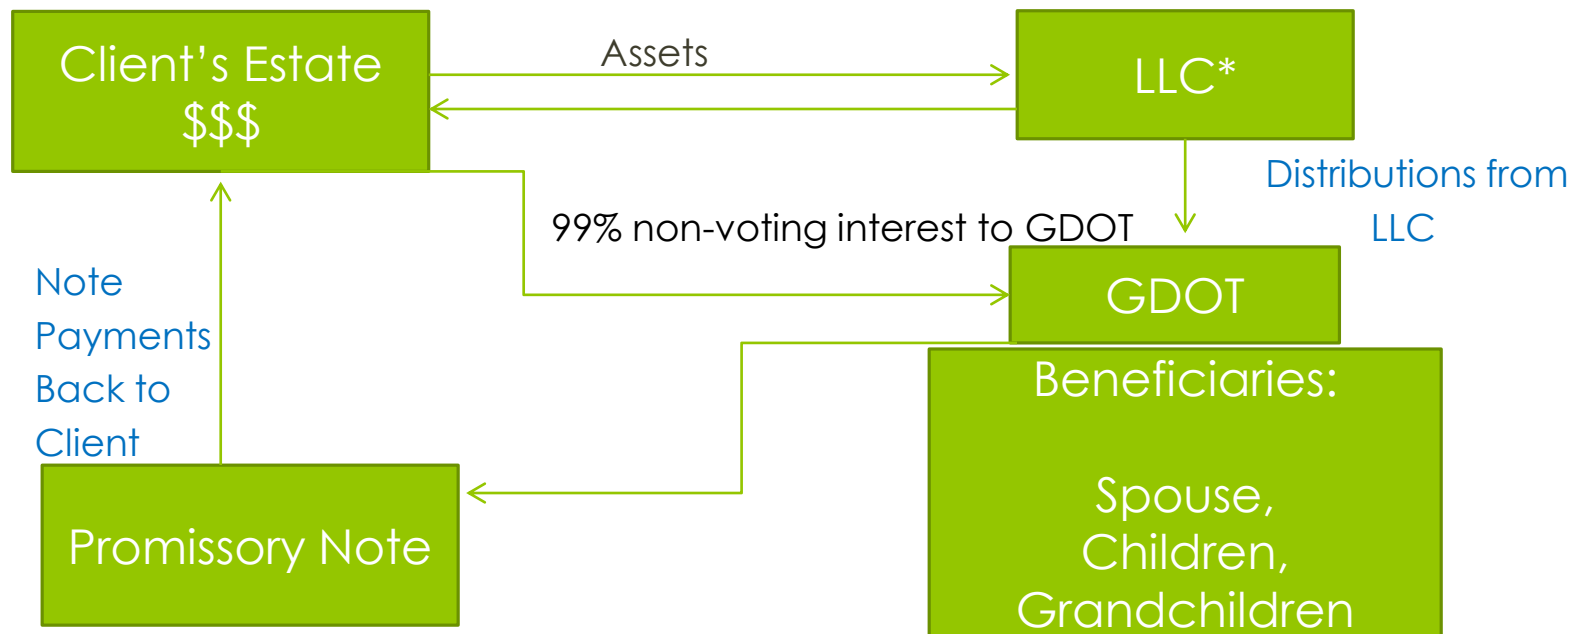 Client’s Estate
$$$
Assets
LLC*
Distributions from
LLC
99% non-voting interest to GDOT
Note
Payments
Back to
Client
GDOT
Beneficiaries:
Spouse,
Children,
Grandchildren
Promissory Note